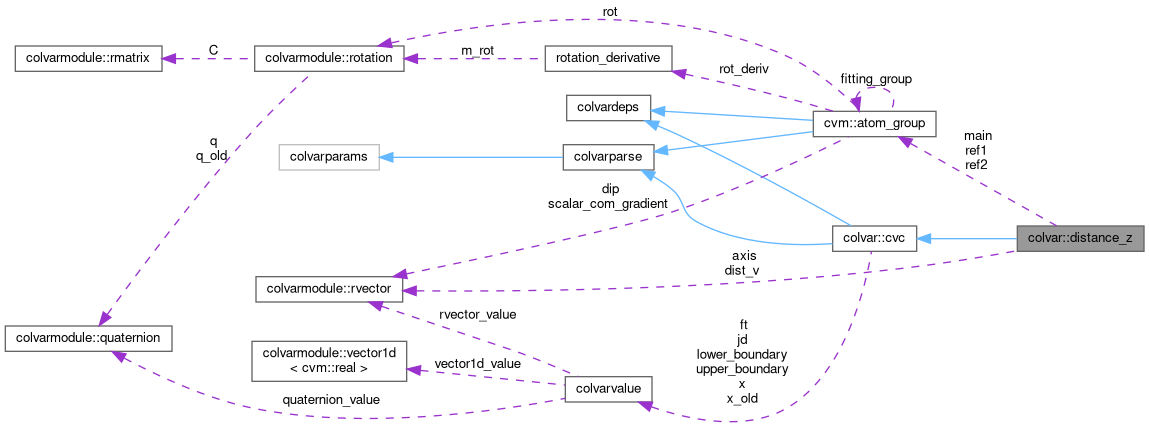 rot
colvarmodule::rmatrix
C
colvarmodule::rotation
m_rot
rotation_derivative
rot_deriv
fitting_group
cvm::atom_group
colvardeps
q
q_old
colvarparams
colvarparse
main
ref1
ref2
dip
scalar_com_gradient
colvar::cvc
colvar::distance_z
axis
dist_v
colvarmodule::rvector
rvector_value
colvarmodule::quaternion
colvarmodule::vector1d
< cvm::real >
vector1d_value
ft
jd
lower_boundary
upper_boundary
x
x_old
colvarvalue
quaternion_value